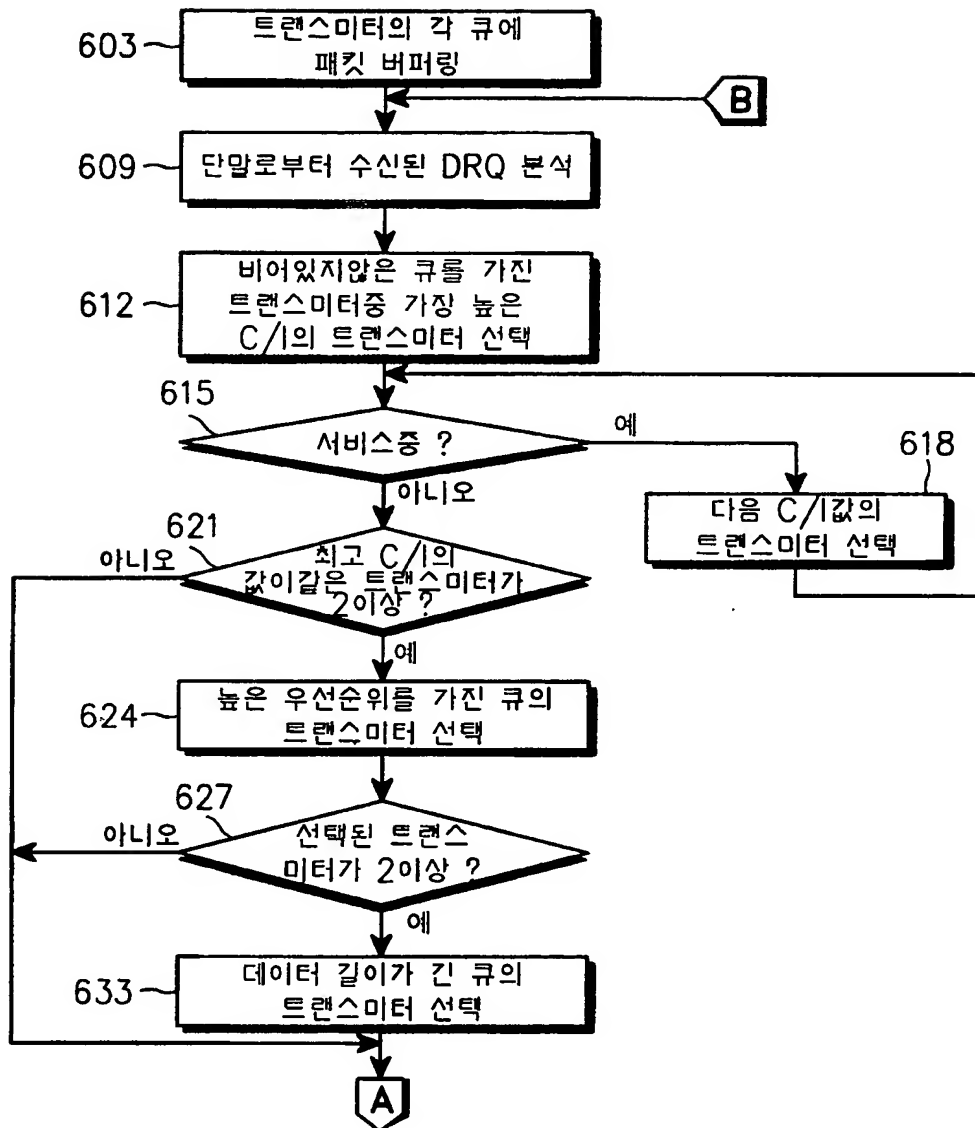 603
트랜스미터의 각 큐에
패킷 버퍼링
B
609
단말로부터 수신된 DRQ 분석
612
비어있지않은 큐를 가진
트랜스미터중 가장 높은
C/I의 트랜스미터 선택
615
서비스중 ?
예
아니오
618
다음 C/I값의
트랜스미터 선택
621
아니오
최고 C/I의
값이같은 트랜스미터가
2이상 ?
예
624
높은 우선순위를 가진 큐의
트랜스미터 선택
627
아니오
선택된 트랜스
미터가 2이상 ?
예
633
데이터 길이가 긴 큐의
트랜스미터 선택
A